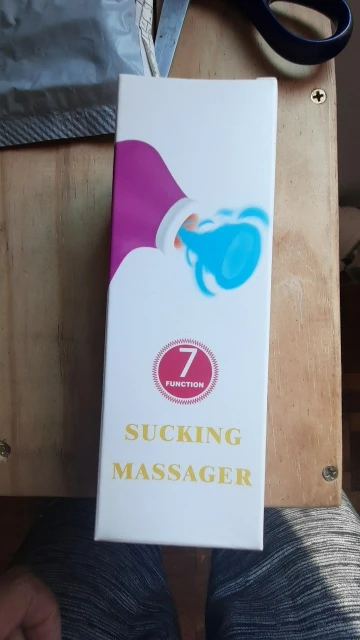 7
FUNCTION
SUCKING
MASSAGER